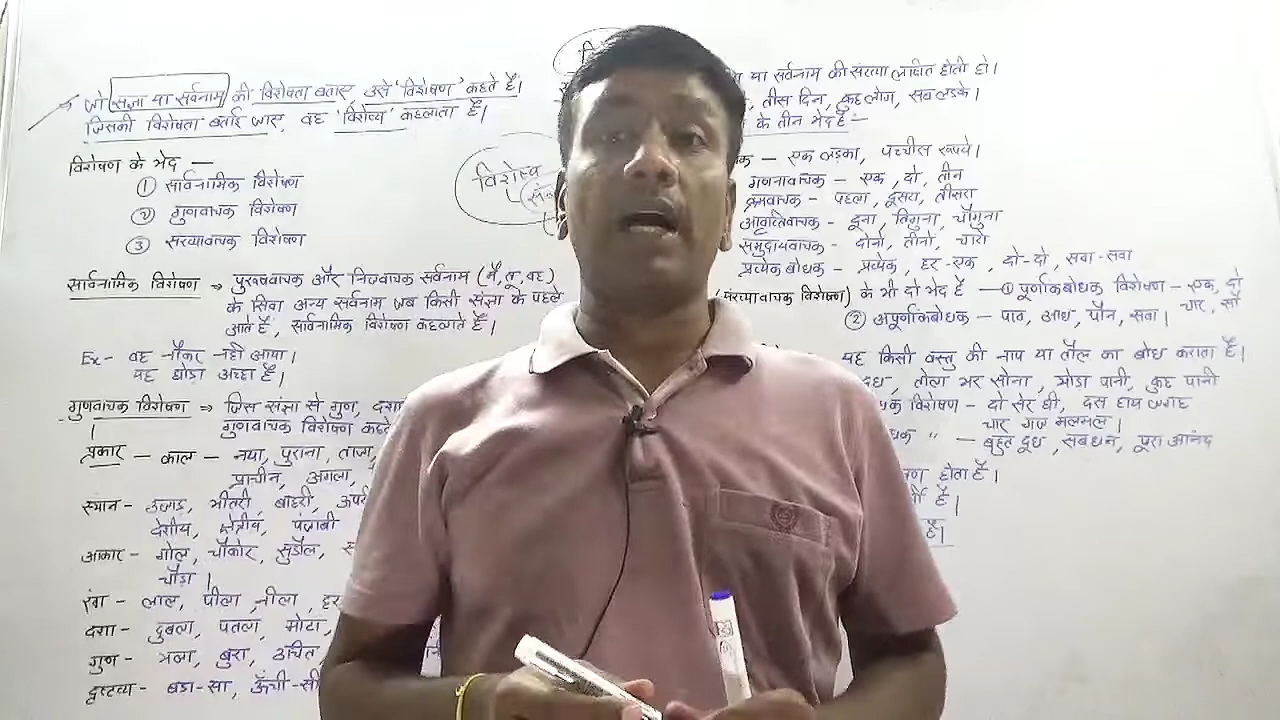 जो संज्ञा या सर्वनाम की विशेषता बताए उसे 'विशेषण' कहते हैं।
जिसकी विशेषता बताई जाए, वह 'विशेष्य' कहलाता है।
विशेषण के भेद —
① सार्वनामिक विशेषण
② गुणवाचक विशेषण
③ संख्यावाचक विशेषण
सार्वनामिक विशेषण ⇒ पुरुषवाचक और निजवाचक सर्वनाम (मैं, तू, वह)
के सिवा अन्य सर्वनाम जब किसी संज्ञा के पहले
आते हैं, सार्वनामिक विशेषण कहलाते हैं।
Ex- वह नौकर नहीं आया।
यह घोड़ा अच्छा है।
गुणवाचक विशेषण ⇒ जिस संज्ञा से गुण, दशा
गुणवाचक विशेषण कहते
प्रकार — काल — नया, पुराना, ताजा,
प्राचीन, अगला,
स्थान - उजाड़, भीतरी, बाहरी,
देशीय, क्षेत्रीय, पंजाबी
आकार - गोल, चौकोर, सुडौल,
चौड़ा।
रंग - लाल, पीला, नीला,
दशा - दुबला, पतला, मोटा,
गुण - भला, बुरा, उचित
द्रष्टव्य - बड़ा-सा, ऊँची-सी
विशेष्य
या सर्वनाम की संख्या लक्षित होती हो।
तीस दिन, कुछ लोग, सब लड़के।
के तीन भेद हैं :-
— एक लड़का, पच्चीस रूपये।
गणनावाचक - एक, दो, तीन
क्रमवाचक - पहला, दूसरा, तीसरा
आवृत्तिवाचक - दूना, तिगुना, चौगुना
समुदायवाचक - दोनों, तीनों, चारों
प्रत्येक बोधक - प्रत्येक, हर-एक, दो-दो, सवा-सवा
संख्यावाचक विशेषण) के भी दो भेद हैं — ① पूर्णांकबोधक विशेषण - एक, दो
चार, सौ
② अपूर्णांकबोधक — पाव, आध, पौन, सवा।
यह किसी वस्तु की नाप या तौल का बोध कराता है।
दूध, तोला भर सोना, थोड़ा पानी, कुछ पानी
विशेषण - दो सेर घी, दस हाथ जगह
चार गज मलमल।
" — बहुत दूध, सब धन, पूरा आनंद
होता है।
है।
है।